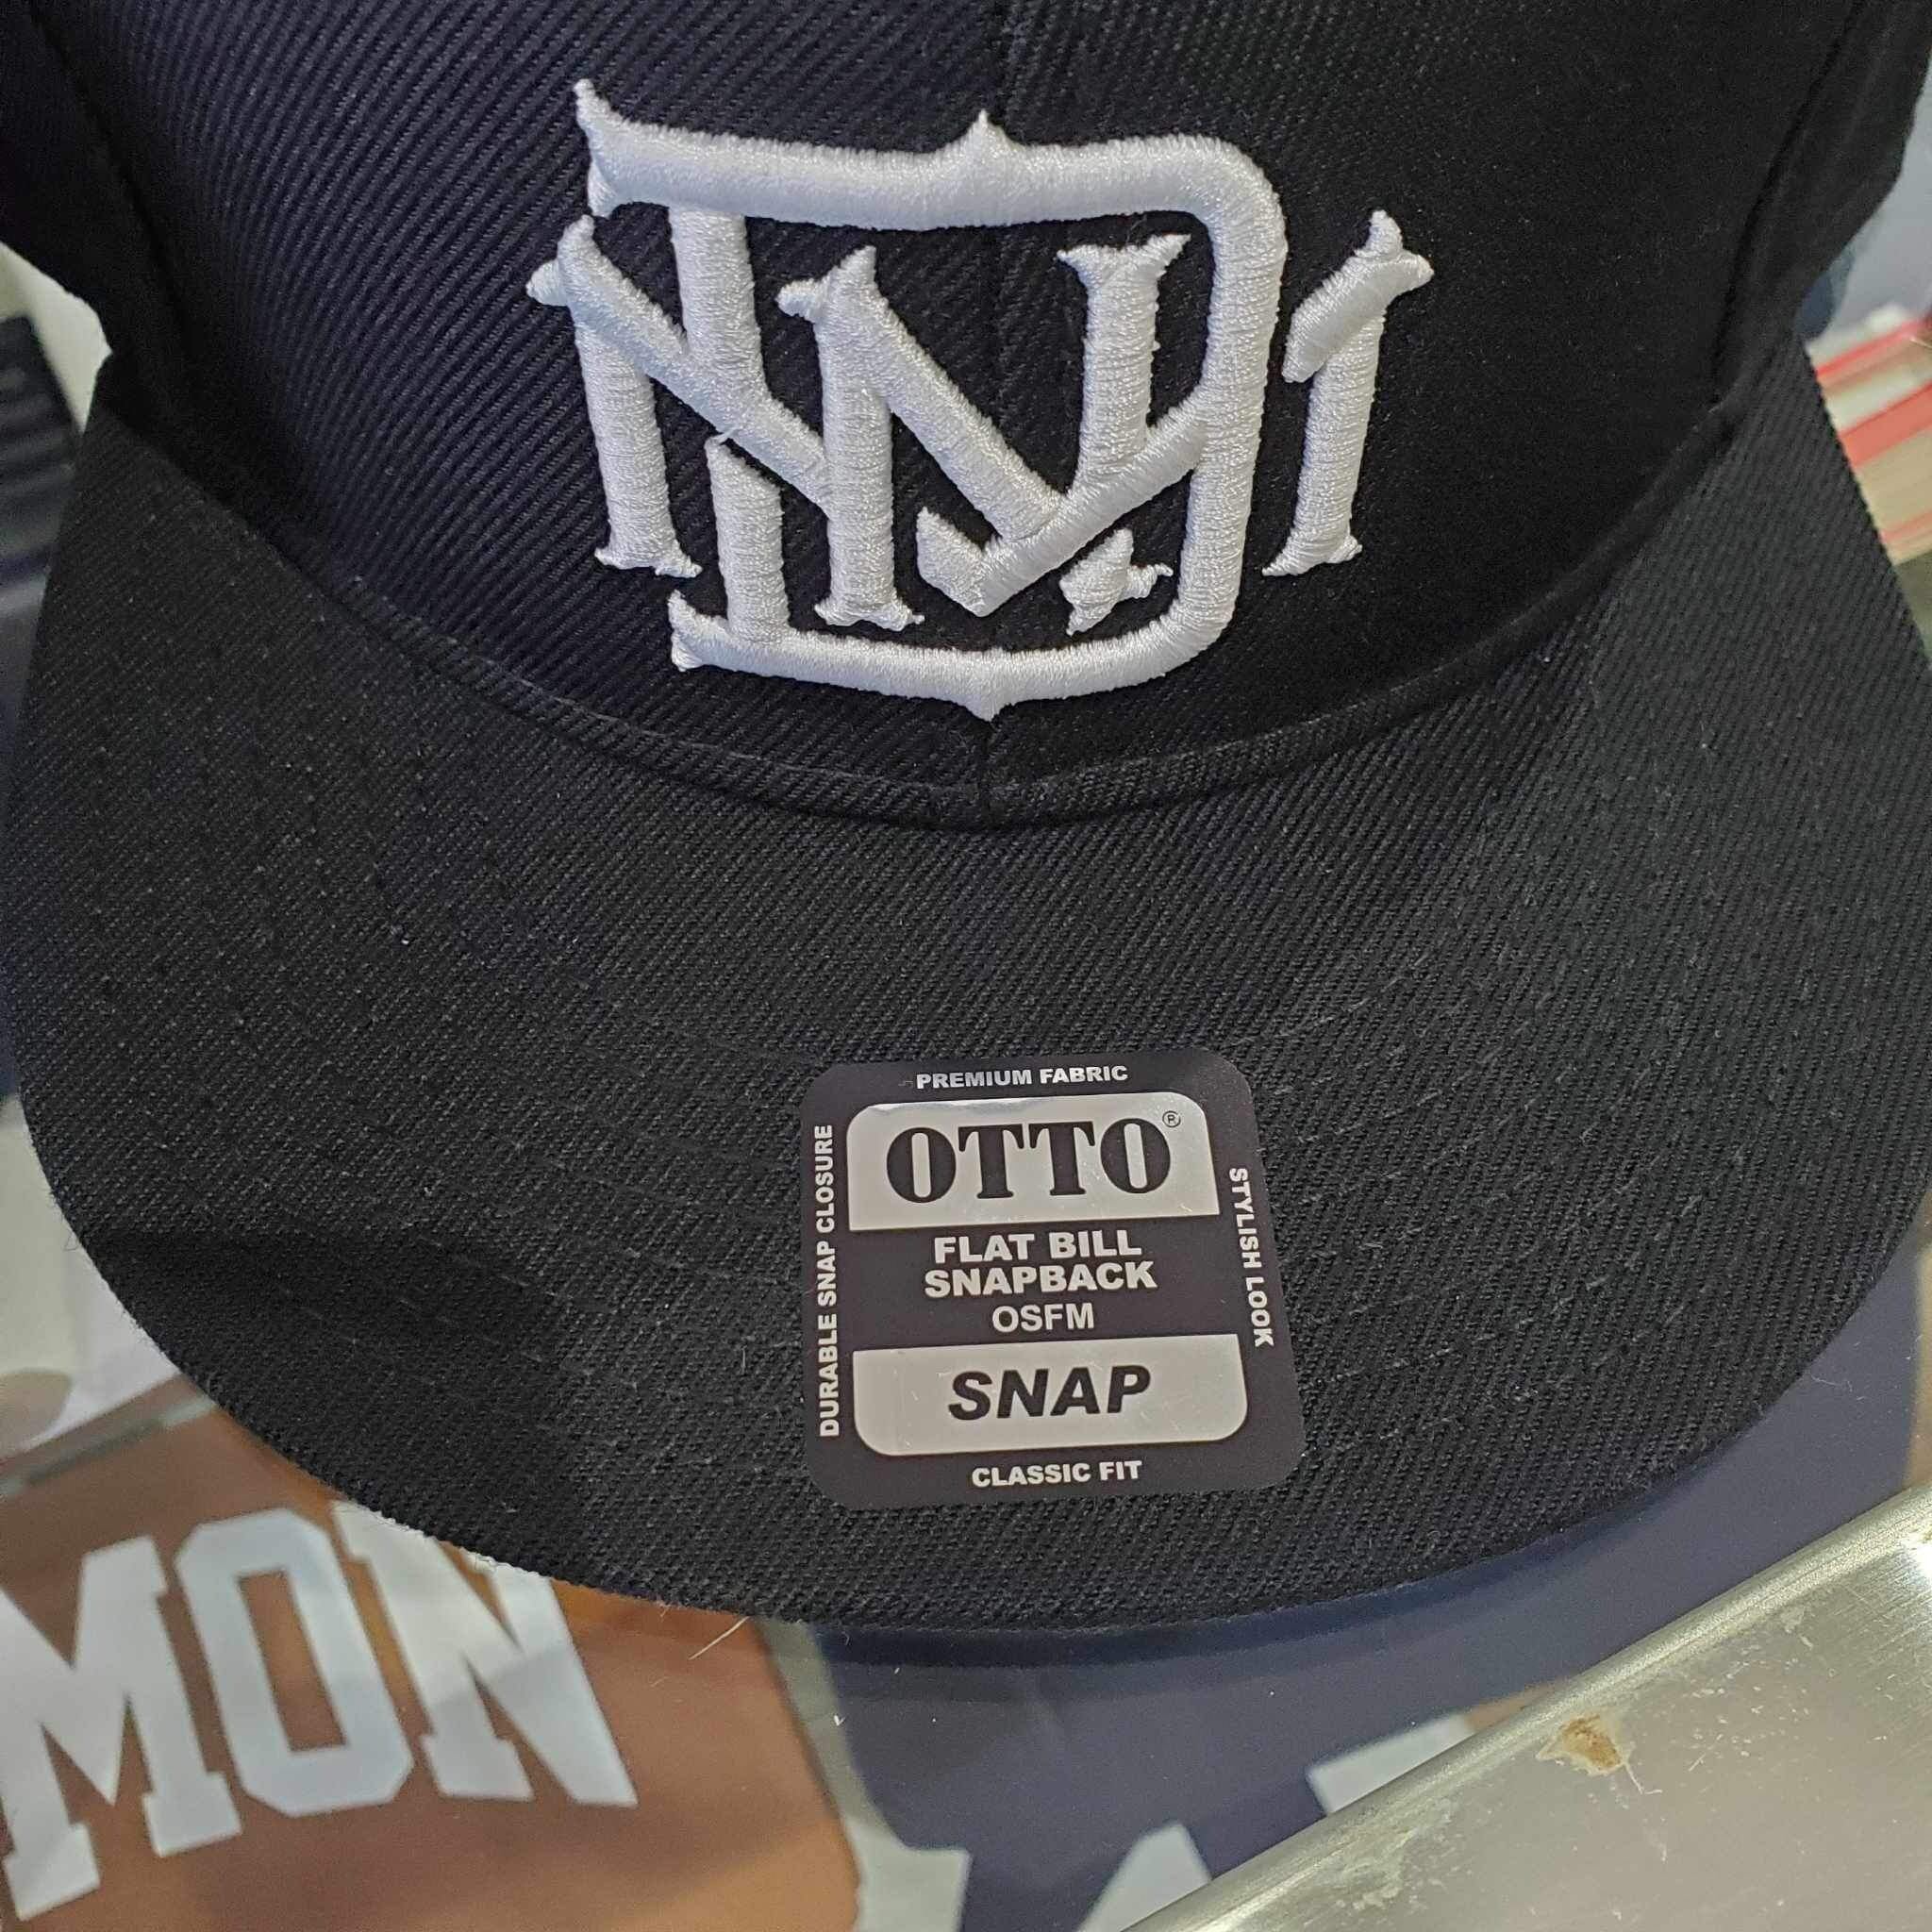 PREMIUM FABRIC
OTTO®
DURABLE SNAP CLOSURE
STYLISH LOOK
FLAT BILL
SNAPBACK
OSFM
SNAP
CLASSIC FIT
MON